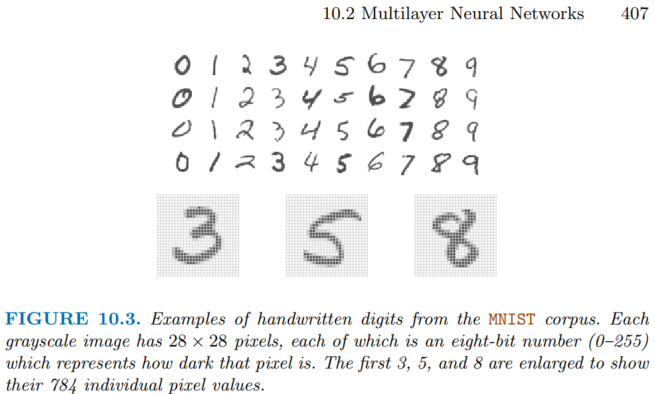 10.2 Multilayer Neural Networks 407
0 1 2 3 4 5 6 7 8 9
0 1 2 3 4 5 6 7 8 9
0 1 2 3 4 5 6 7 8 9
0 1 2 3 4 5 6 7 8 9
3 5 8
FIGURE 10.3. Examples of handwritten digits from the MNIST corpus. Each
grayscale image has 28 × 28 pixels, each of which is an eight-bit number (0–255)
which represents how dark that pixel is. The first 3, 5, and 8 are enlarged to show
their 784 individual pixel values.